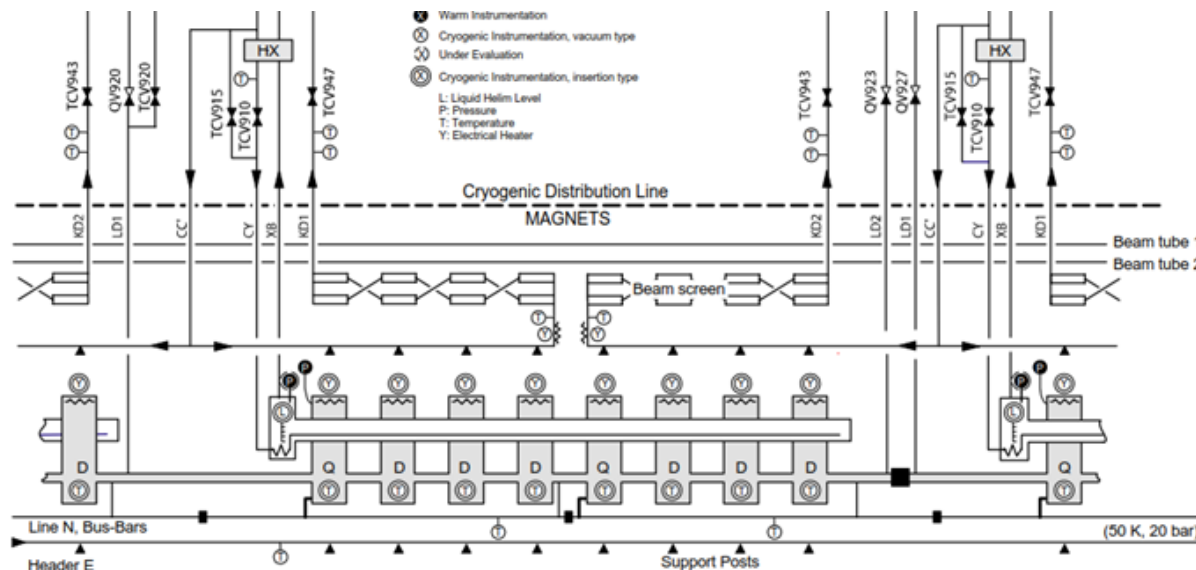 X Warm Instrumentation
X Cryogenic Instrumentation, vacuum type
X Under Evaluation
X Cryogenic Instrumentation, insertion type
L: Liquid Helim Level
P: Pressure
T: Temperature
Y: Electrical Heater
HX
HX
TCV943
QV920
TCV920
TCV915
TCV910
TCV947
TCV943
QV923
QV927
TCV915
TCV910
TCV947
T
T
T
T
T
T
T
T
T
T
Cryogenic Distribution Line
MAGNETS
KD2
LD1
CC'
CY
XB
KD1
KD2
LD2
LD1
CC'
CY
XB
KD1
Beam tube 1
Beam tube 2
Beam screen
T
T
Y
Y
P
P
P
P
Y
Y
Y
Y
Y
Y
Y
Y
Y
Y
L
L
D
Q
D
D
D
Q
D
D
D
Q
T
T
T
T
T
T
T
T
T
T
Line N, Bus-Bars
T
T
(50 K, 20 bar)
Header E
T
Support Posts